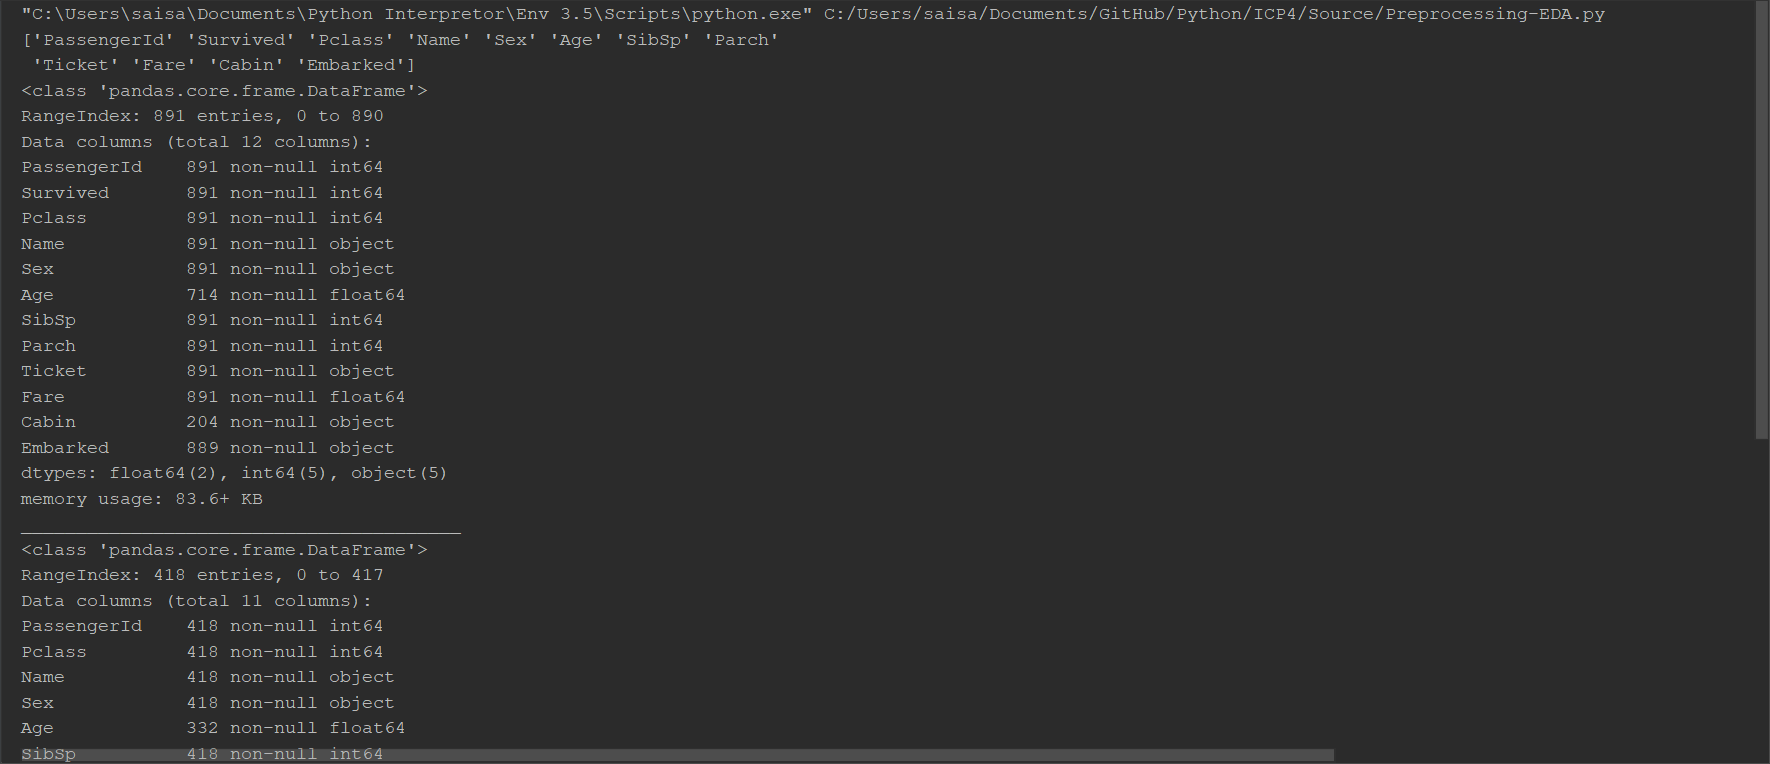 "C:\Users\saisa\Documents\Python Interpretor\Env 3.5\Scripts\python.exe" C:/Users/saisa/Documents/GitHub/Python/ICP4/Source/Preprocessing-EDA.py
['PassengerId' 'Survived' 'Pclass' 'Name' 'Sex' 'Age' 'SibSp' 'Parch'
 'Ticket' 'Fare' 'Cabin' 'Embarked']
<class 'pandas.core.frame.DataFrame'>
RangeIndex: 891 entries, 0 to 890
Data columns (total 12 columns):
PassengerId    891 non-null int64
Survived       891 non-null int64
Pclass         891 non-null int64
Name           891 non-null object
Sex            891 non-null object
Age            714 non-null float64
SibSp          891 non-null int64
Parch          891 non-null int64
Ticket         891 non-null object
Fare           891 non-null float64
Cabin          204 non-null object
Embarked       889 non-null object
dtypes: float64(2), int64(5), object(5)
memory usage: 83.6+ KB
________________________________________
<class 'pandas.core.frame.DataFrame'>
RangeIndex: 418 entries, 0 to 417
Data columns (total 11 columns):
PassengerId    418 non-null int64
Pclass         418 non-null int64
Name           418 non-null object
Sex            418 non-null object
Age            332 non-null float64
SibSp          418 non-null int64